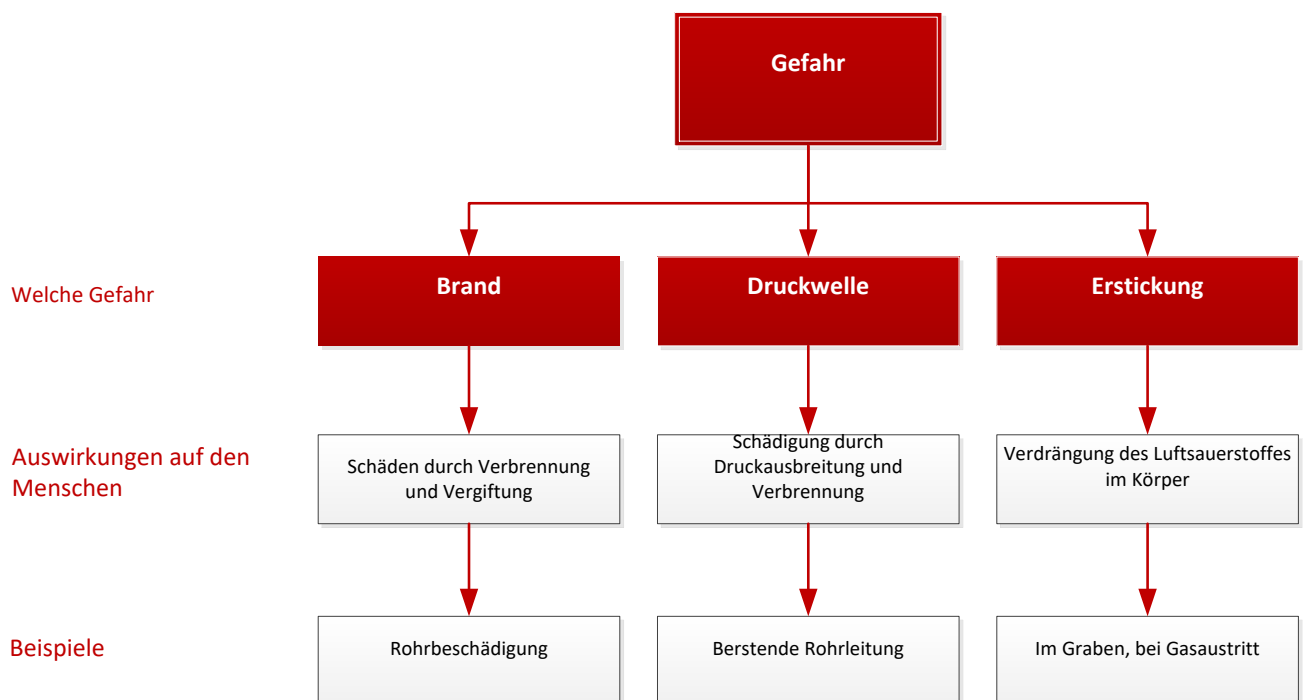 Gefahr
Welche Gefahr
Brand
Druckwelle
Erstickung
Auswirkungen auf den
Menschen
Schäden durch Verbrennung
und Vergiftung
Schädigung durch
Druckausbreitung und
Verbrennung
Verdrängung des Luftsauerstoffes
im Körper
Beispiele
Rohrbeschädigung
Berstende Rohrleitung
Im Graben, bei Gasaustritt